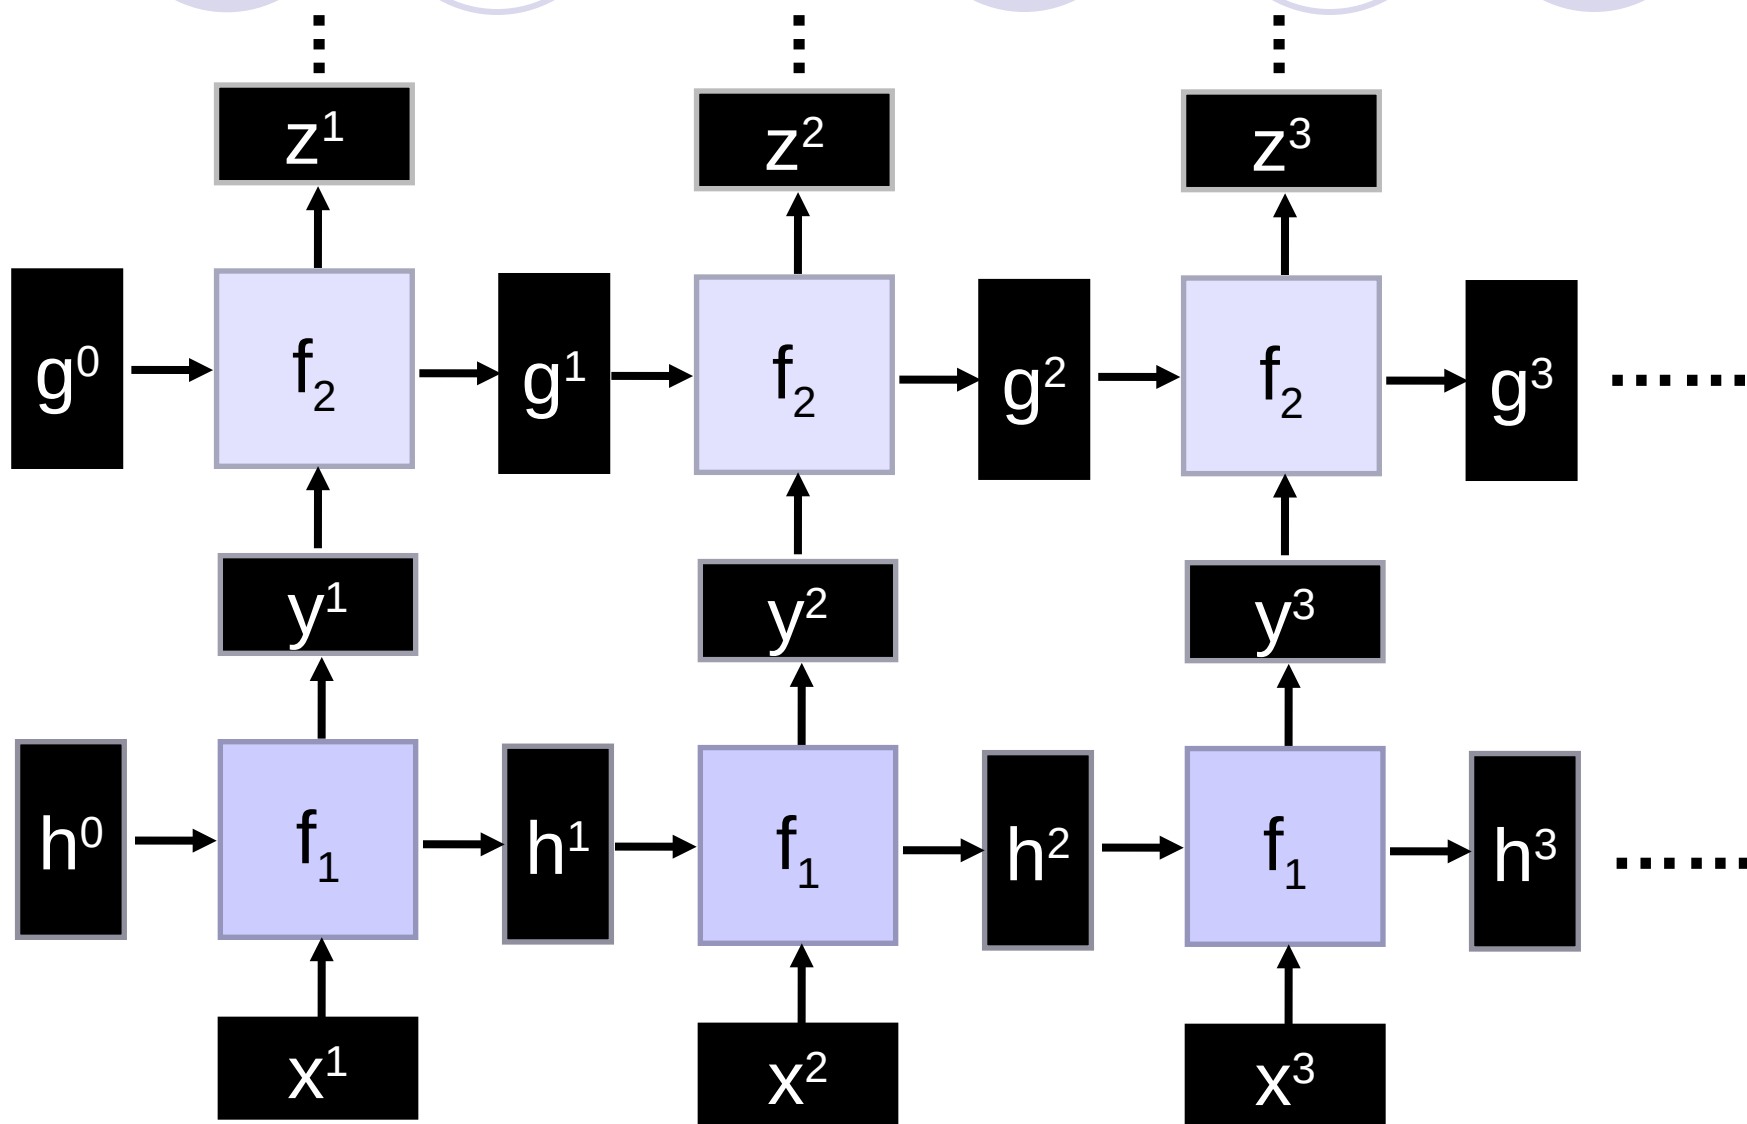 z¹ z² z³
g⁰ f₂ g¹ f₂ g² f₂ g³ ......
y¹ y² y³
h⁰ f₁ h¹ f₁ h² f₁ h³ ......
x¹ x² x³